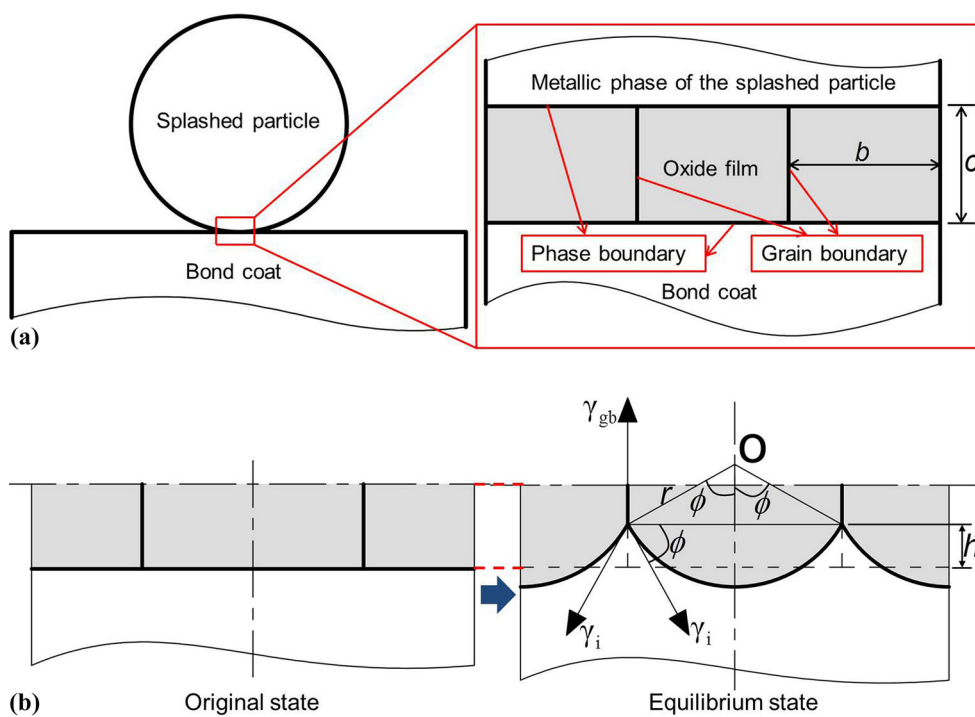 Splashed particle
Bond coat
(a)
Metallic phase of the splashed particle
Oxide film
b
c
Phase boundary
Grain boundary
Bond coat
γgb
O
r
ϕ
ϕ
ϕ
h
γi
γi
(b)
Original state
Equilibrium state